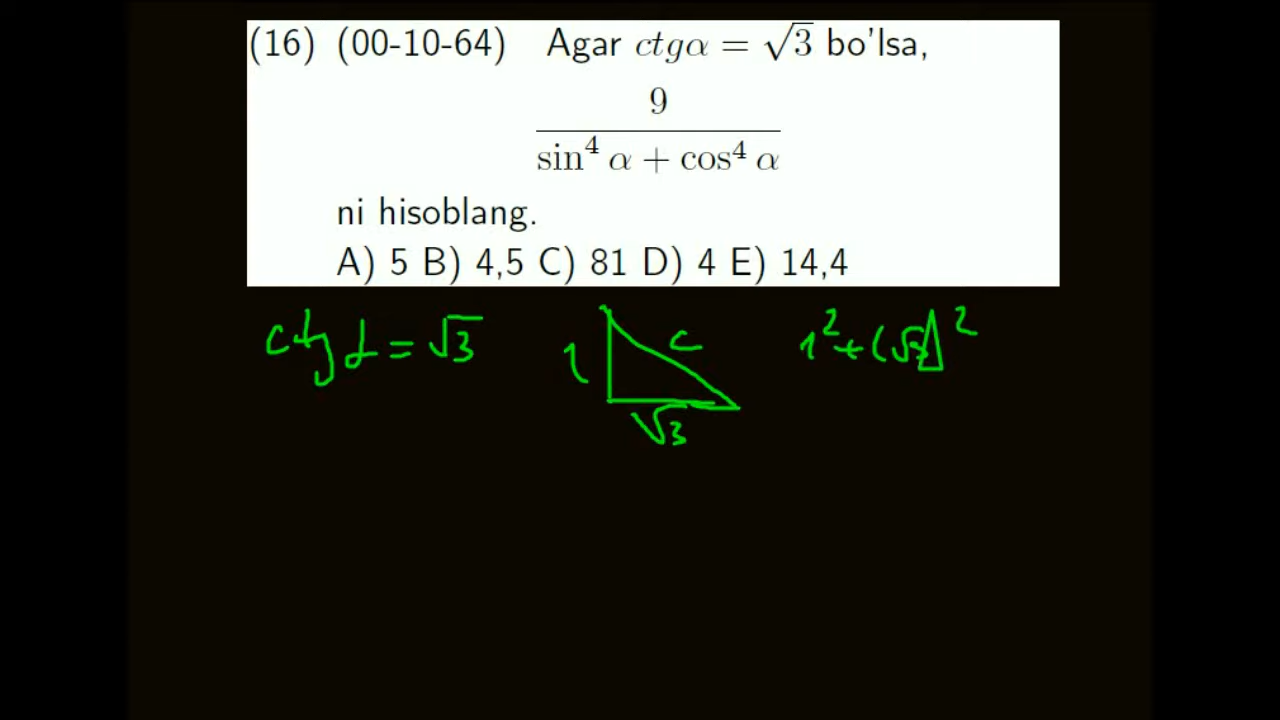 (16) (00-10-64) Agar ctgα = √3 bo'lsa,
9
sin⁴ α + cos⁴ α
ni hisoblang.
A) 5 B) 4,5 C) 81 D) 4 E) 14,4
ctg α = √3
1
c
√3
1² + (√3)²